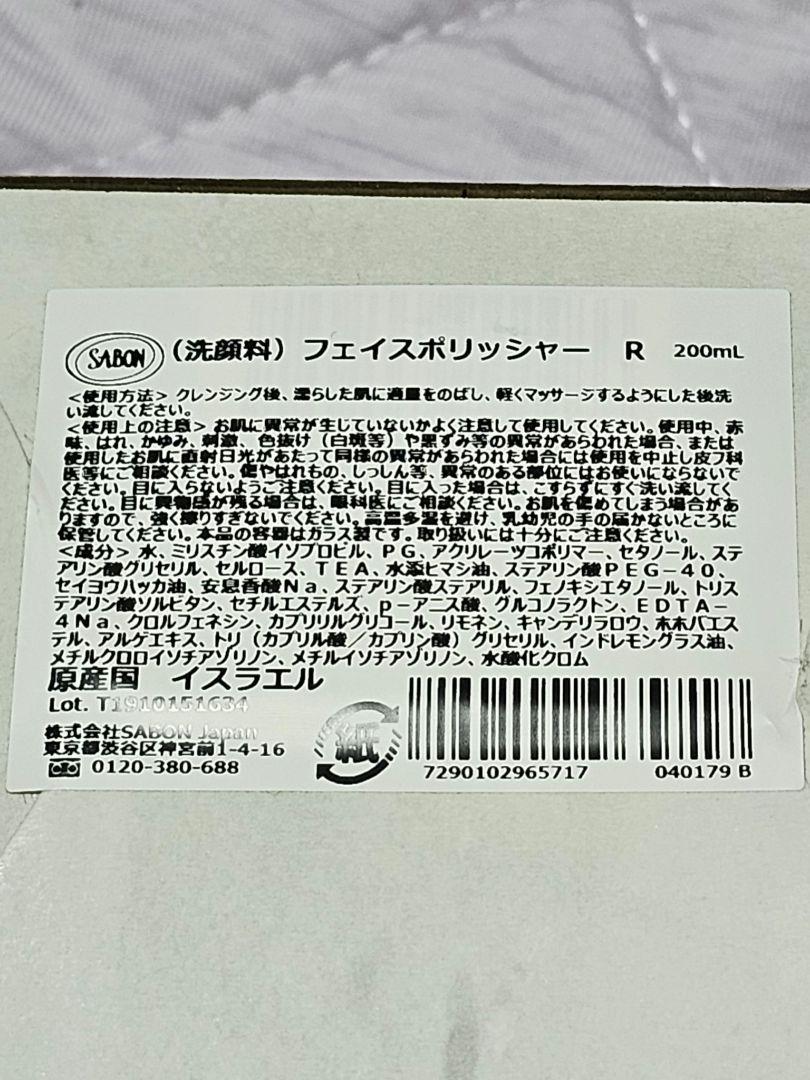 SABON （洗顔料）フェイスポリッシャー　R　200mL
＜使用方法＞ クレンジング後、濡らした肌に適量をのばし、軽くマッサージするようにした後洗
い流してください。
＜使用上の注意＞ お肌に異常が生じていないかよく注意して使用してください。使用中、赤
味、はれ、かゆみ、刺激、色抜け（白斑等）や黒ずみ等の異常があらわれた場合、または
使用したお肌に直射日光があたって同様の異常があらわれた場合には使用を中止し皮フ科
医等にご相談ください。傷やはれもの、しっしん等、異常のある部位にはお使いにならないで
ください。目に入らないようご注意ください。目に入った場合は、こすらずにすぐ洗い流してく
ださい。目に異物感が残る場合は、眼科医にご相談ください。お肌を傷めてしまう場合があ
りますので、強く擦りすぎないでください。高温多湿を避け、乳幼児の手の届かないところに
保管してください。本品の容器はガラス製です。取り扱いには十分にご注意ください。
＜成分＞ 水、ミリスチン酸イソプロピル、ＰＧ、アクリレーツコポリマー、セタノール、ステ
アリン酸グリセリル、セルロース、ＴＥＡ、水添ヒマシ油、ステアリン酸ＰＥＧ－４０、
セイヨウハッカ油、安息香酸Ｎａ、ステアリン酸ステアリル、フェノキシエタノール、トリス
テアリン酸ソルビタン、セチルエステルズ、ｐ－アニス酸、グルコノラクトン、ＥＤＴＡ－
４Ｎａ、クロルフェネシン、カプリリルグリコール、リモネン、キャンデリラロウ、ホホバエス
テル、アルゲエキス、トリ（カプリル酸／カプリン酸）グリセリル、インドレモングラス油、
メチルクロロイソチアゾリノン、メチルイソチアゾリノン、水酸化クロム
原産国　イスラエル
Lot. T1910151634
株式会社SABON Japan
東京都渋谷区神宮前1-4-16
0120-380-688
紙
7290102965717
040179 B